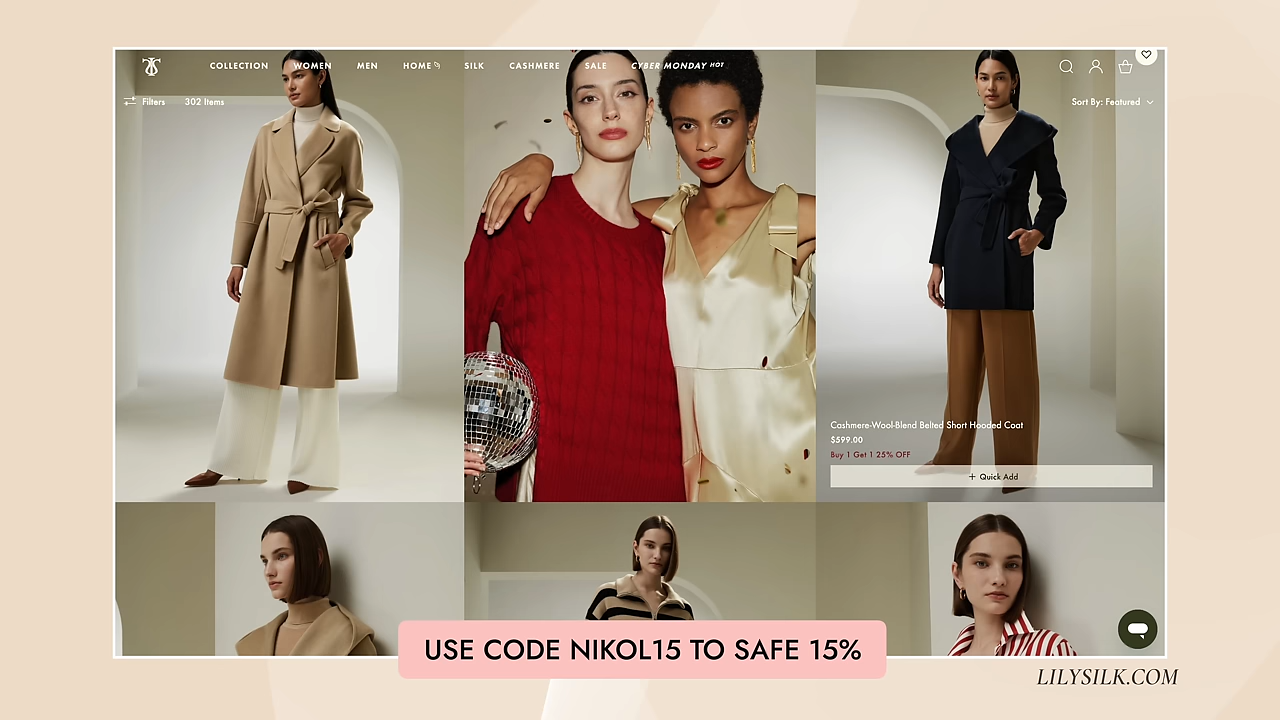 COLLECTION WOMEN MEN HOME SILK CASHMERE SALE CYBER MONDAY HOT
Filters 302 Items Sort By: Featured
Cashmere-Wool-Blend Belted Short Hooded Coat
$599.00
Buy 1 Get 1 25% OFF
+ Quick Add
USE CODE NIKOL15 TO SAFE 15%
LILYSILK.COM